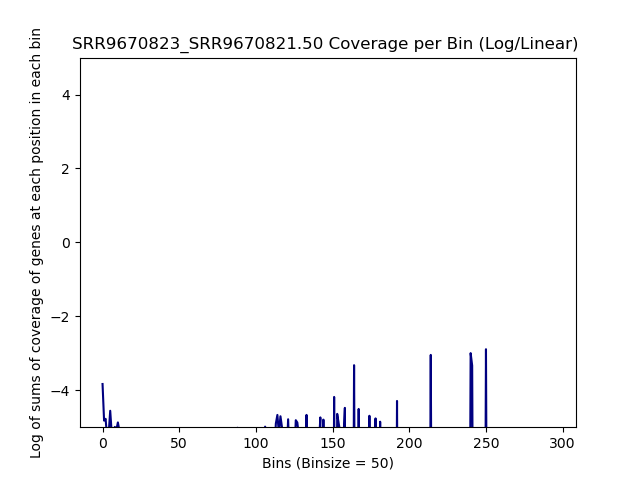 SRR9670823_SRR9670821.50 Coverage per Bin (Log/Linear)
Log of sums of coverage of genes at each position in each bin
4
2
0
−2
−4
0 50 100 150 200 250 300
Bins (Binsize = 50)